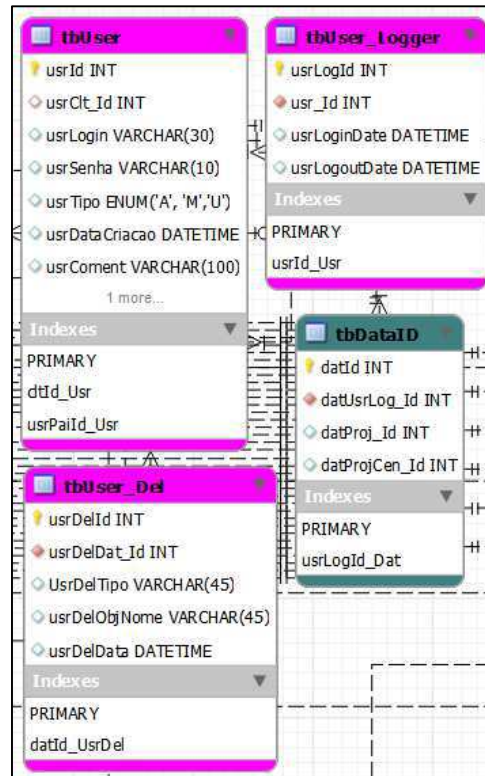 tbUser
usrId INT
usrClt_Id INT
usrLogin VARCHAR(30)
usrSenha VARCHAR(10)
usrTipo ENUM('A', 'M','U')
usrDataCriacao DATETIME
usrComent VARCHAR(100)
1 more...
Indexes
PRIMARY
cltId_Usr
usrPaiId_Usr
tbUser_Logger
usrLogId INT
usr_Id INT
usrLoginDate DATETIME
usrLogoutDate DATETIME
Indexes
PRIMARY
usrId_Usr
tbDataID
datId INT
datUsrLog_Id INT
datProj_Id INT
datProjCen_Id INT
Indexes
PRIMARY
usrLogId_Dat
tbUser_Del
usrDelId INT
usrDelDat_Id INT
UsrDelTipo VARCHAR(45)
usrDelObjNome VARCHAR(45)
usrDelData DATETIME
Indexes
PRIMARY
datId_UsrDel